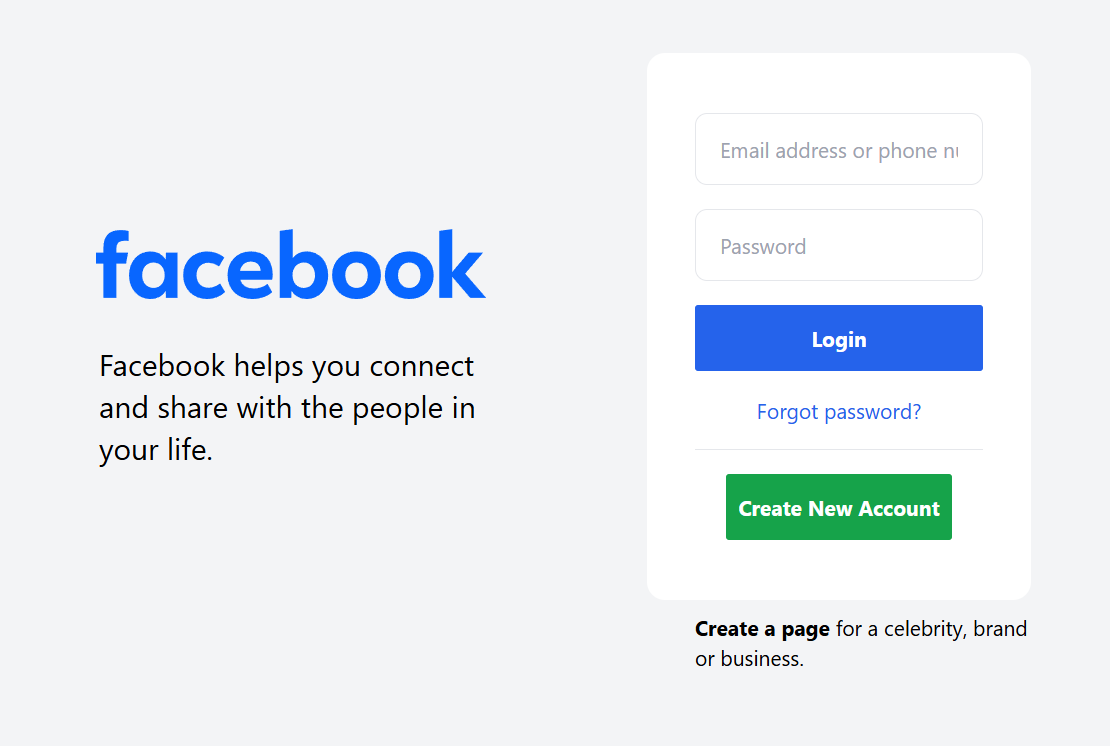 facebook
Facebook helps you connect
and share with the people in
your life.
Email address or phone nu
Password
Login
Forgot password?
Create New Account
Create a page for a celebrity, brand
or business.